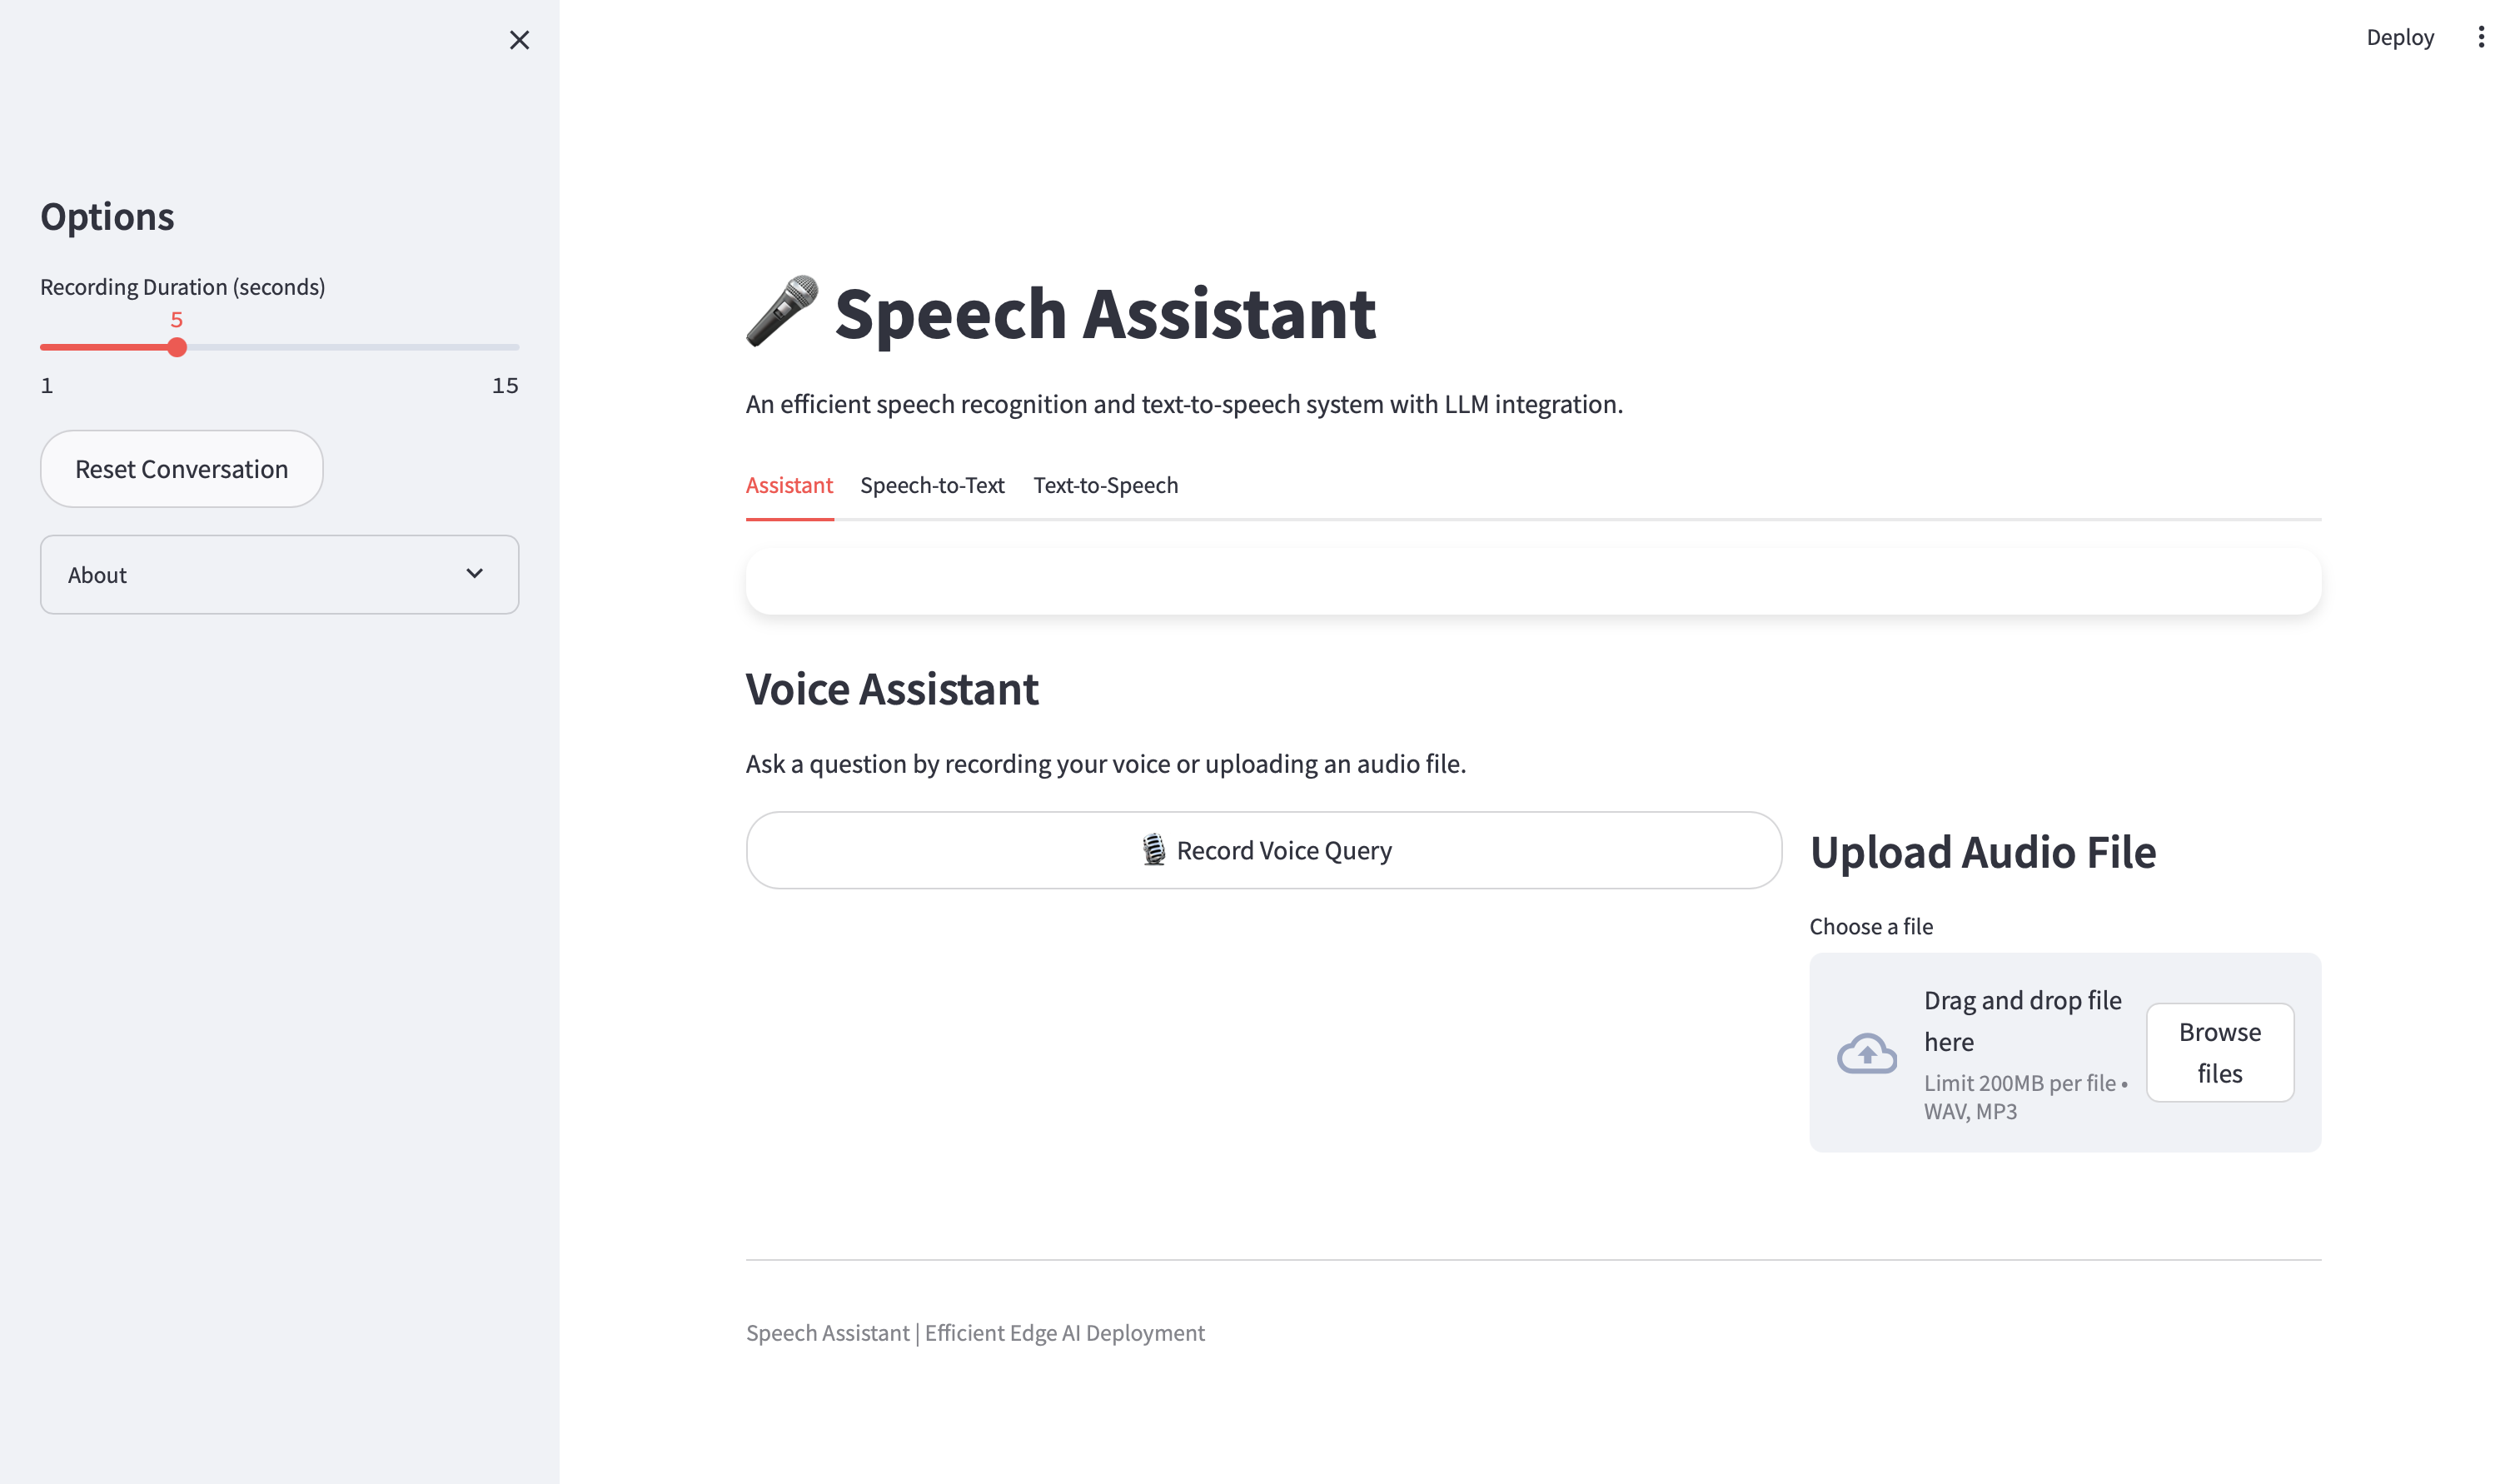 Deploy
Options
Recording Duration (seconds)
5
1 15
Reset Conversation
About
Speech Assistant
An efficient speech recognition and text-to-speech system with LLM integration.
Assistant Speech-to-Text Text-to-Speech
Voice Assistant
Ask a question by recording your voice or uploading an audio file.
Record Voice Query
Upload Audio File
Choose a file
Drag and drop file
here
Limit 200MB per file •
WAV, MP3
Browse
files
Speech Assistant | Efficient Edge AI Deployment